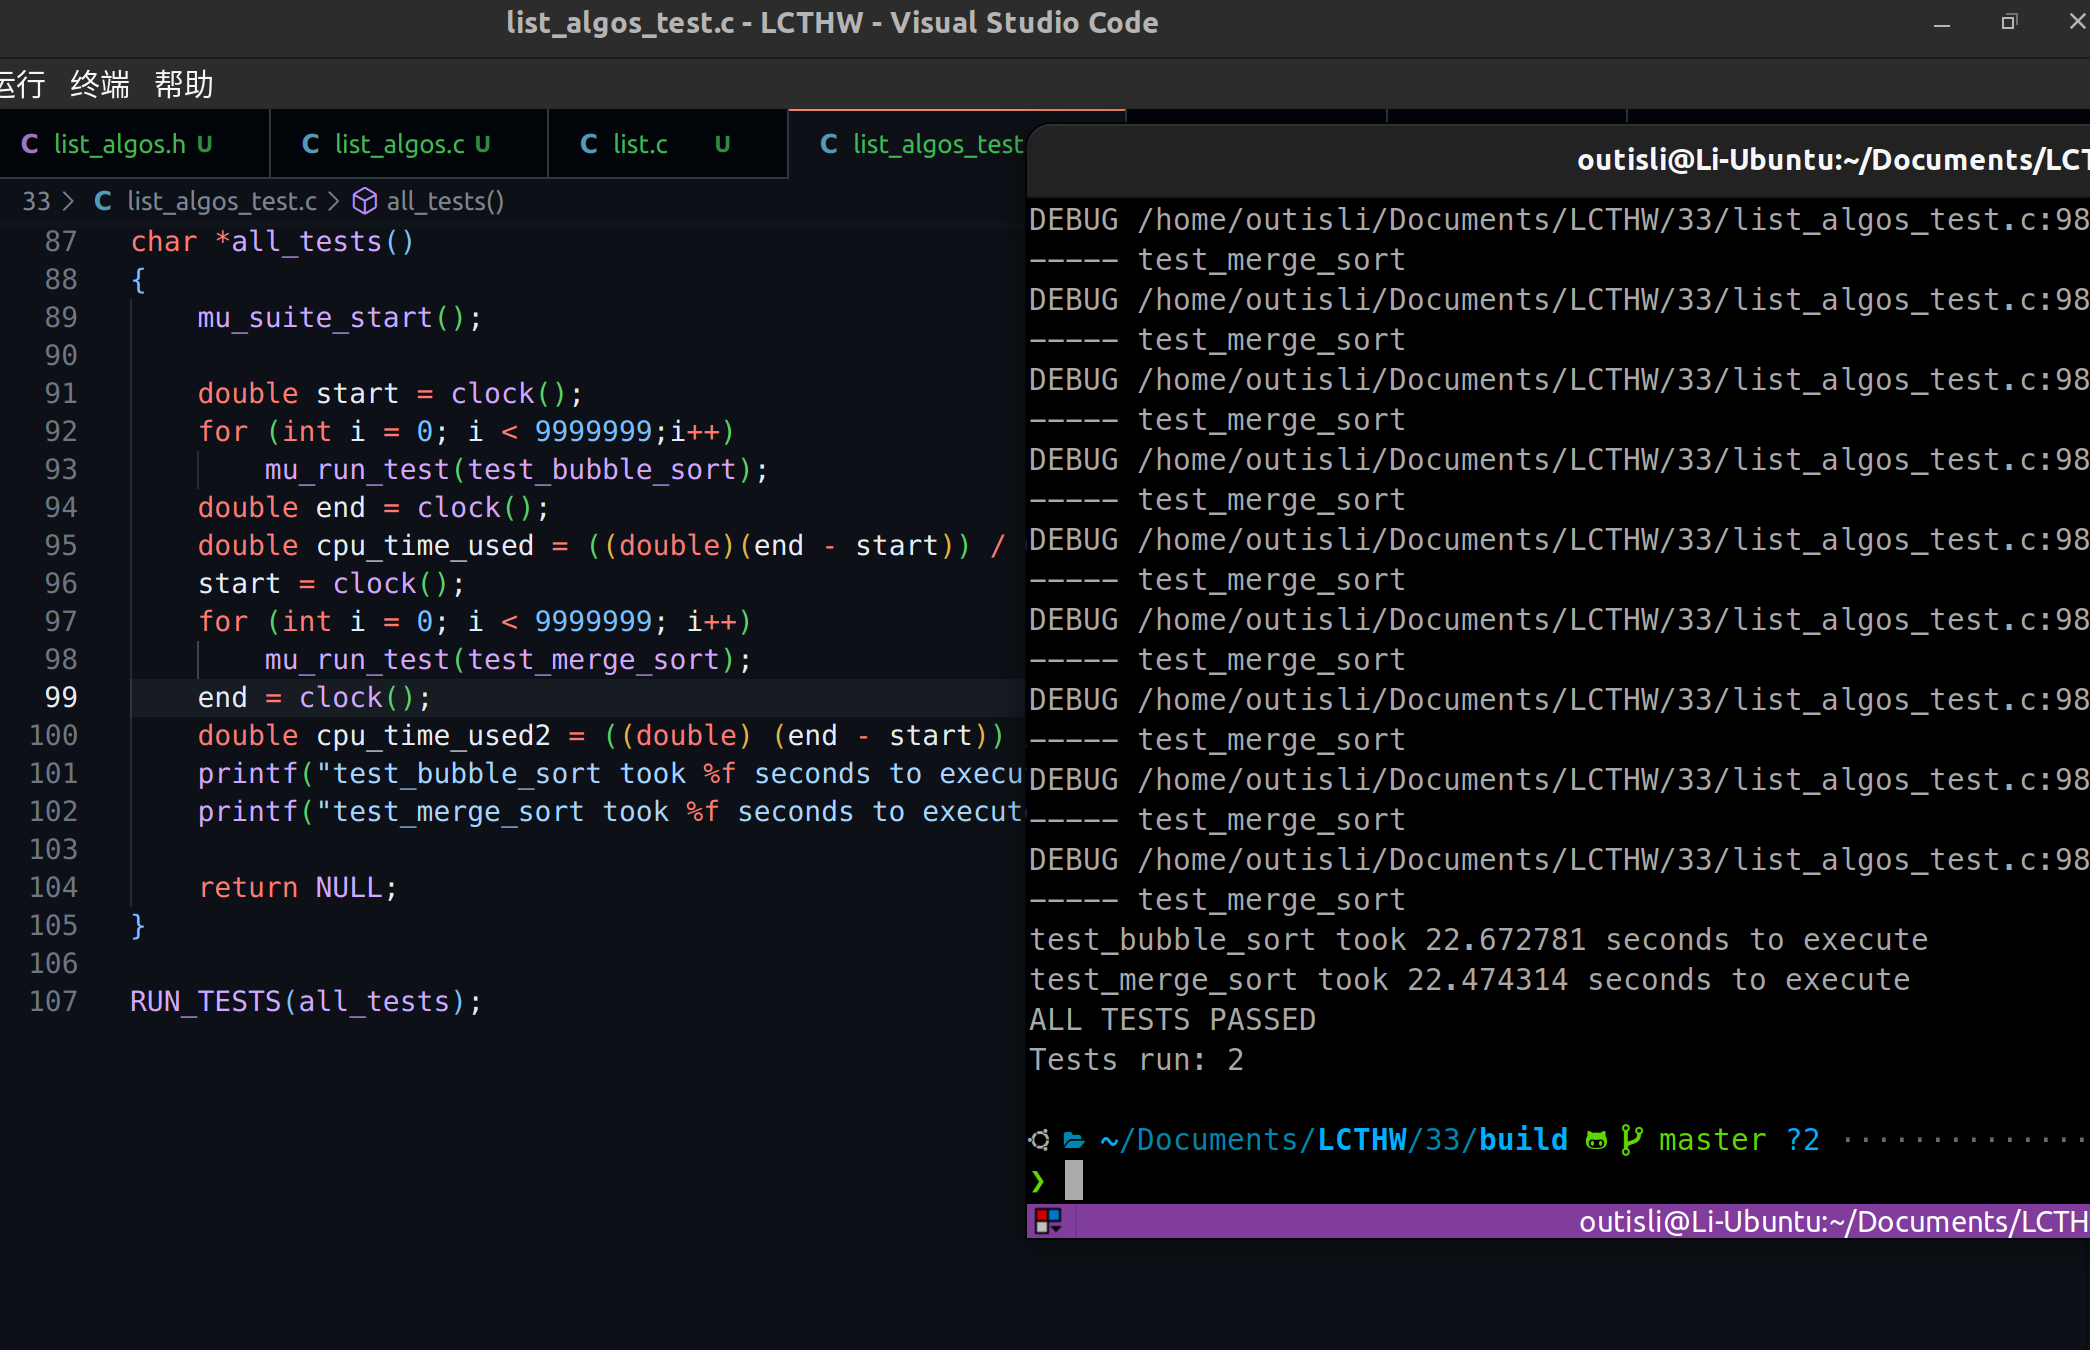 list_algos_test.c - LCTHW - Visual Studio Code
运行 终端 帮助
C list_algos.h U C list_algos.c U C list.c U C list_algos_test.
33 > C list_algos_test.c > all_tests()
87 char *all_tests()
88 {
89 mu_suite_start();
90
91 double start = clock();
92 for (int i = 0; i < 9999999;i++)
93 mu_run_test(test_bubble_sort);
94 double end = clock();
95 double cpu_time_used = ((double)(end - start)) /
96 start = clock();
97 for (int i = 0; i < 9999999; i++)
98 mu_run_test(test_merge_sort);
99 end = clock();
100 double cpu_time_used2 = ((double) (end - start))
101 printf("test_bubble_sort took %f seconds to execu
102 printf("test_merge_sort took %f seconds to execut
103
104 return NULL;
105 }
106
107 RUN_TESTS(all_tests);
outisli@Li-Ubuntu:~/Documents/LCT
DEBUG /home/outisli/Documents/LCTHW/33/list_algos_test.c:98
----- test_merge_sort
DEBUG /home/outisli/Documents/LCTHW/33/list_algos_test.c:98
----- test_merge_sort
DEBUG /home/outisli/Documents/LCTHW/33/list_algos_test.c:98
----- test_merge_sort
DEBUG /home/outisli/Documents/LCTHW/33/list_algos_test.c:98
----- test_merge_sort
DEBUG /home/outisli/Documents/LCTHW/33/list_algos_test.c:98
----- test_merge_sort
DEBUG /home/outisli/Documents/LCTHW/33/list_algos_test.c:98
----- test_merge_sort
DEBUG /home/outisli/Documents/LCTHW/33/list_algos_test.c:98
----- test_merge_sort
DEBUG /home/outisli/Documents/LCTHW/33/list_algos_test.c:98
----- test_merge_sort
DEBUG /home/outisli/Documents/LCTHW/33/list_algos_test.c:98
----- test_merge_sort
test_bubble_sort took 22.672781 seconds to execute
test_merge_sort took 22.474314 seconds to execute
ALL TESTS PASSED
Tests run: 2
~/Documents/LCTHW/33/build master ?2 ··············
❯
outisli@Li-Ubuntu:~/Documents/LCTH